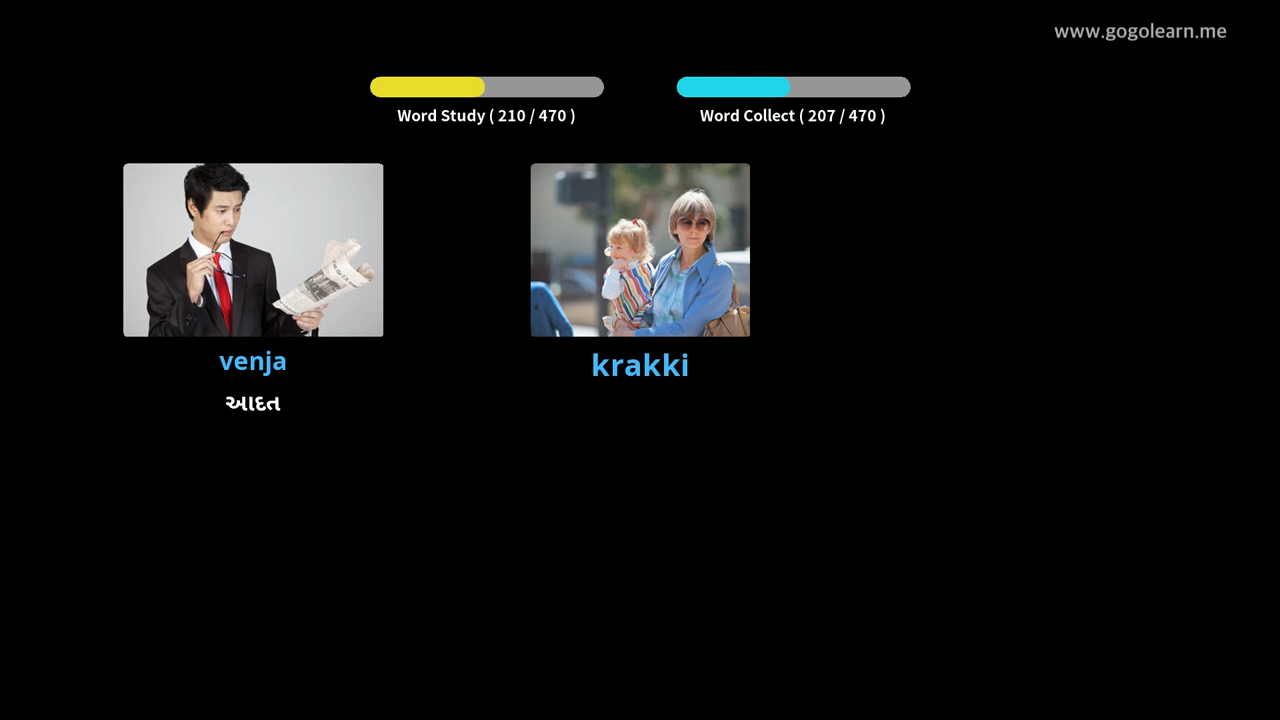 www.gogolearn.me
Word Study ( 210 / 470 )
Word Collect ( 207 / 470 )
venja
આદત
krakki